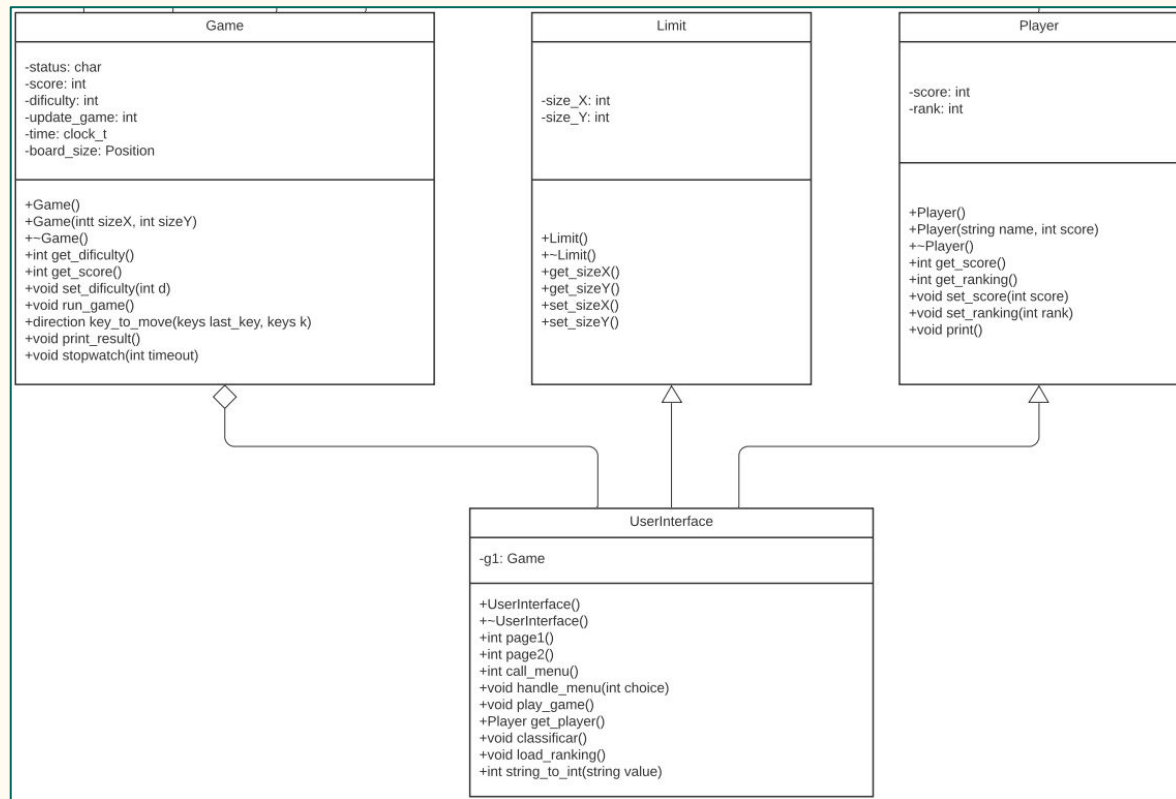 Game
-status: char
-score: int
-dificulty: int
-update_game: int
-time: clock_t
-board_size: Position
+Game()
+Game(intt sizeX, int sizeY)
+~Game()
+int get_dificulty()
+int get_score()
+void set_dificulty(int d)
+void run_game()
+direction key_to_move(keys last_key, keys k)
+void print_result()
+void stopwatch(int timeout)
Limit
-size_X: int
-size_Y: int
+Limit()
+~Limit()
+get_sizeX()
+get_sizeY()
+set_sizeX()
+set_sizeY()
Player
-score: int
-rank: int
+Player()
+Player(string name, int score)
+~Player()
+int get_score()
+int get_ranking()
+void set_score(int score)
+void set_ranking(int rank)
+void print()
UserInterface
-g1: Game
+UserInterface()
+~UserInterface()
+int page1()
+int page2()
+int call_menu()
+void handle_menu(int choice)
+void play_game()
+Player get_player()
+void classificar()
+void load_ranking()
+int string_to_int(string value)